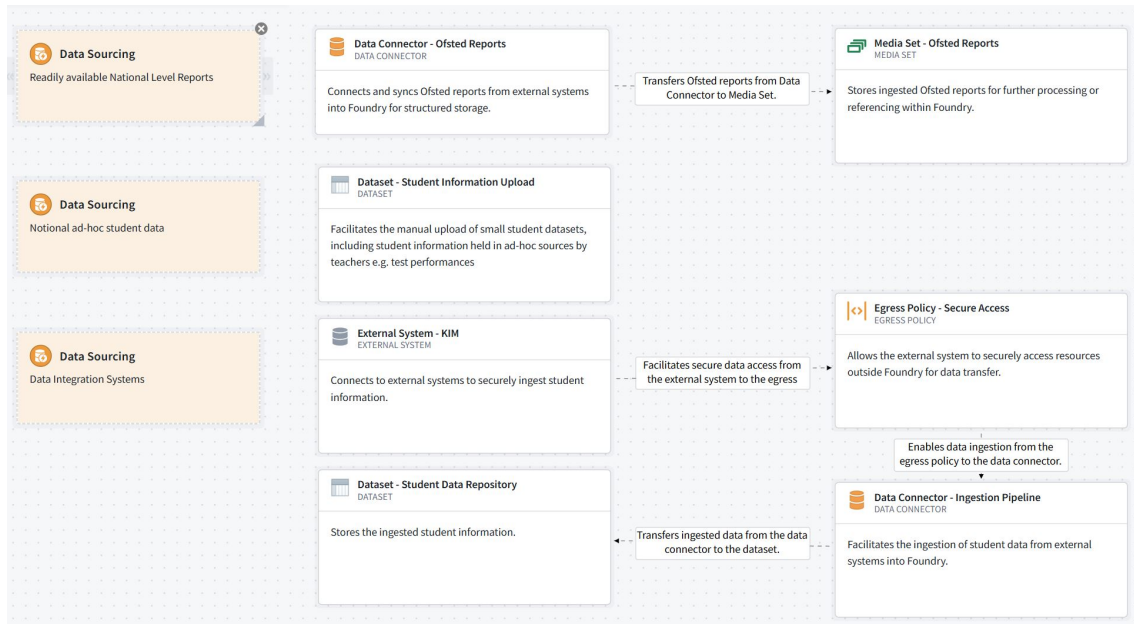 Data Sourcing
Readily available National Level Reports
Data Connector - Ofsted Reports
DATA CONNECTOR
Connects and syncs Ofsted reports from external systems
into Foundry for structured storage.
Transfers Ofsted reports from Data
Connector to Media Set.
Media Set - Ofsted Reports
MEDIA SET
Stores ingested Ofsted reports for further processing or
referencing within Foundry.
Data Sourcing
Notional ad-hoc student data
Dataset - Student Information Upload
DATASET
Facilitates the manual upload of small student datasets,
including student information held in ad-hoc sources by
teachers e.g. test performances
Data Sourcing
Data Integration Systems
External System - KIM
EXTERNAL SYSTEM
Connects to external systems to securely ingest student
information.
Facilitates secure data access from
the external system to the egress
Egress Policy - Secure Access
EGRESS POLICY
Allows the external system to securely access resources
outside Foundry for data transfer.
Enables data ingestion from the
egress policy to the data connector.
Data Connector - Ingestion Pipeline
DATA CONNECTOR
Facilitates the ingestion of student data from external
systems into Foundry.
Transfers ingested data from the data
connector to the dataset.
Dataset - Student Data Repository
DATASET
Stores the ingested student information.